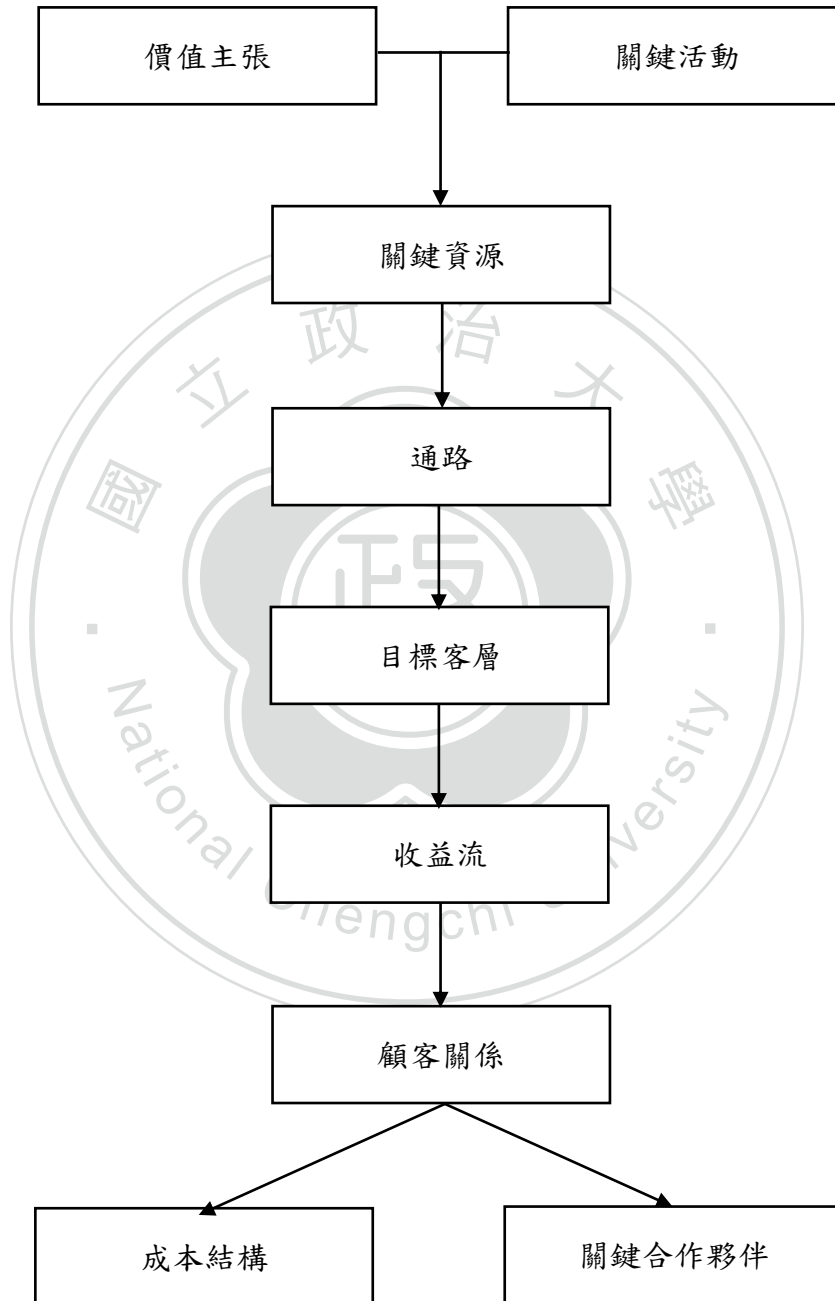 價值主張
關鍵活動
關鍵資源
國立政治大學
通路
目標客層
收益流
National Chengchi University
顧客關係
成本結構
關鍵合作夥伴